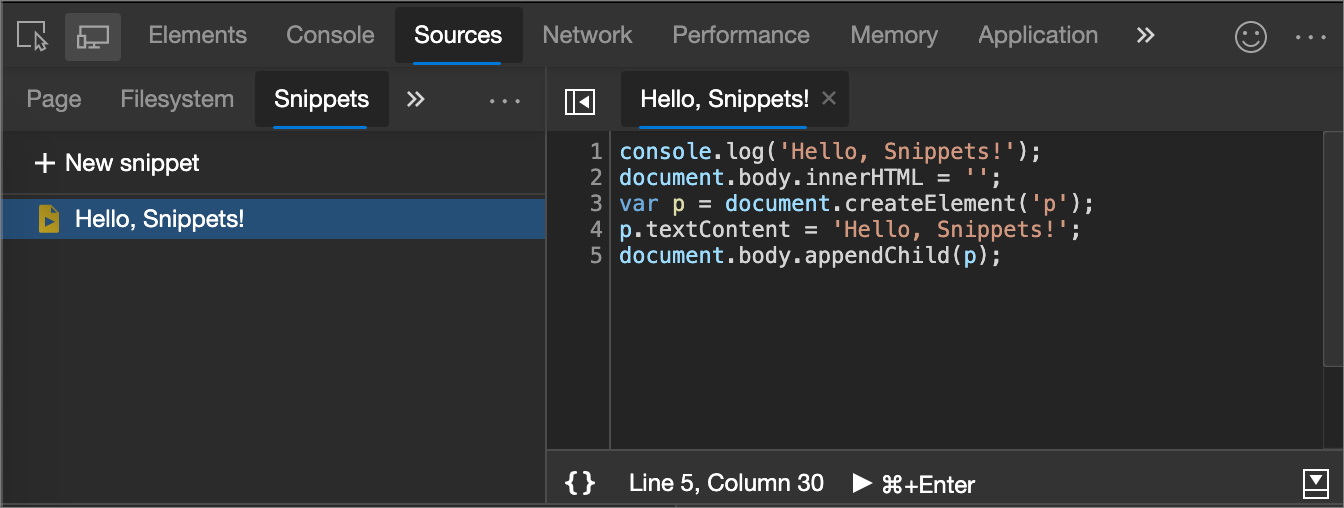 Elements Console Sources Network Performance Memory Application »
Page Filesystem Snippets » ... Hello, Snippets! ×
+ New snippet
Hello, Snippets!
1 console.log('Hello, Snippets!');
2 document.body.innerHTML = '';
3 var p = document.createElement('p');
4 p.textContent = 'Hello, Snippets!';
5 document.body.appendChild(p);
{} Line 5, Column 30 ▶ ⌘+Enter